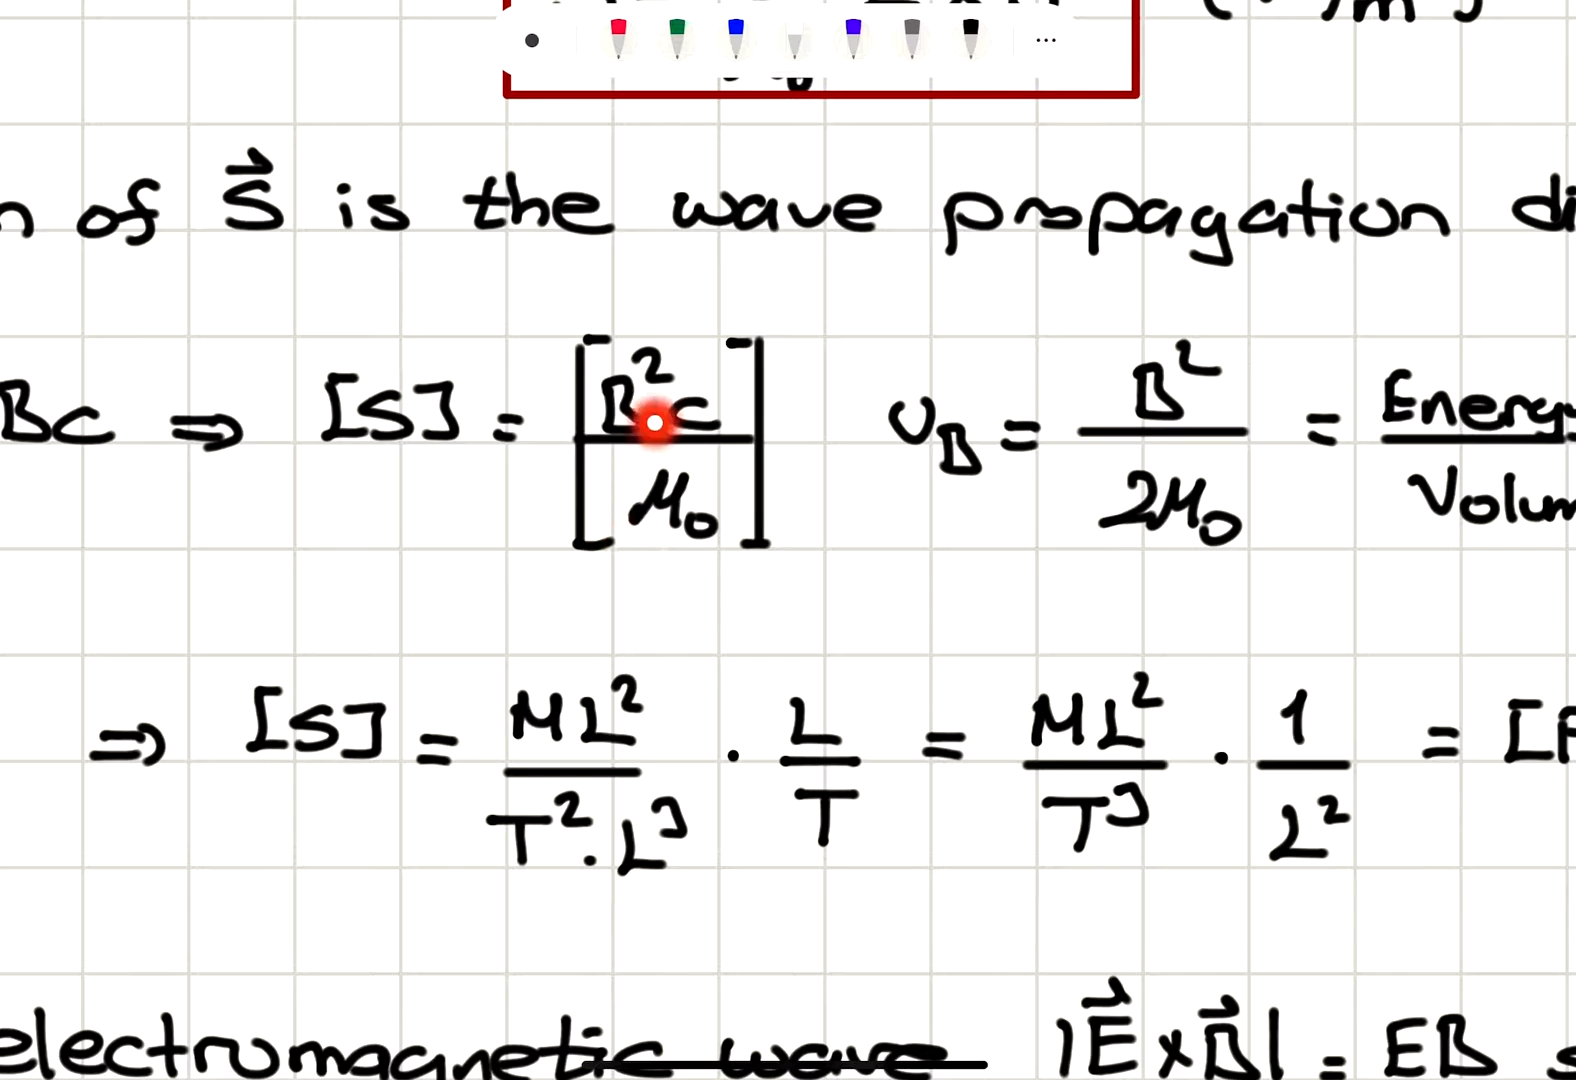 of S⃗ is the wave propagation
Bc ⇒ [S] = [B²c / μ₀] U_B = B² / 2μ₀ = Energy / Volum
⇒ [S] = ML² / T².L³ · L / T = ML² / T³ · 1 / L² = [P
electromagnetic wave |E⃗ x B⃗| = EB